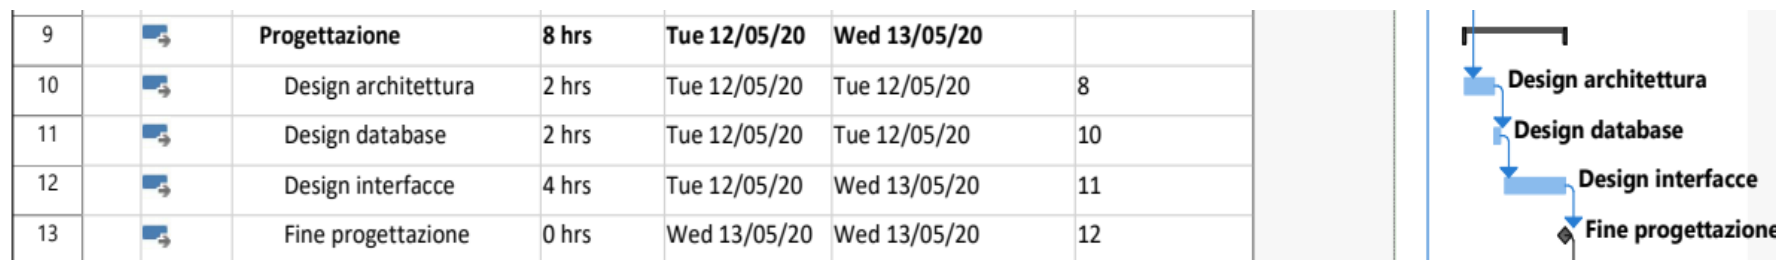 9 Progettazione 8 hrs Tue 12/05/20 Wed 13/05/20
10 Design architettura 2 hrs Tue 12/05/20 Tue 12/05/20 8 Design architettura
11 Design database 2 hrs Tue 12/05/20 Tue 12/05/20 10 Design database
12 Design interfacce 4 hrs Tue 12/05/20 Wed 13/05/20 11 Design interfacce
13 Fine progettazione 0 hrs Wed 13/05/20 Wed 13/05/20 12 Fine progettazione